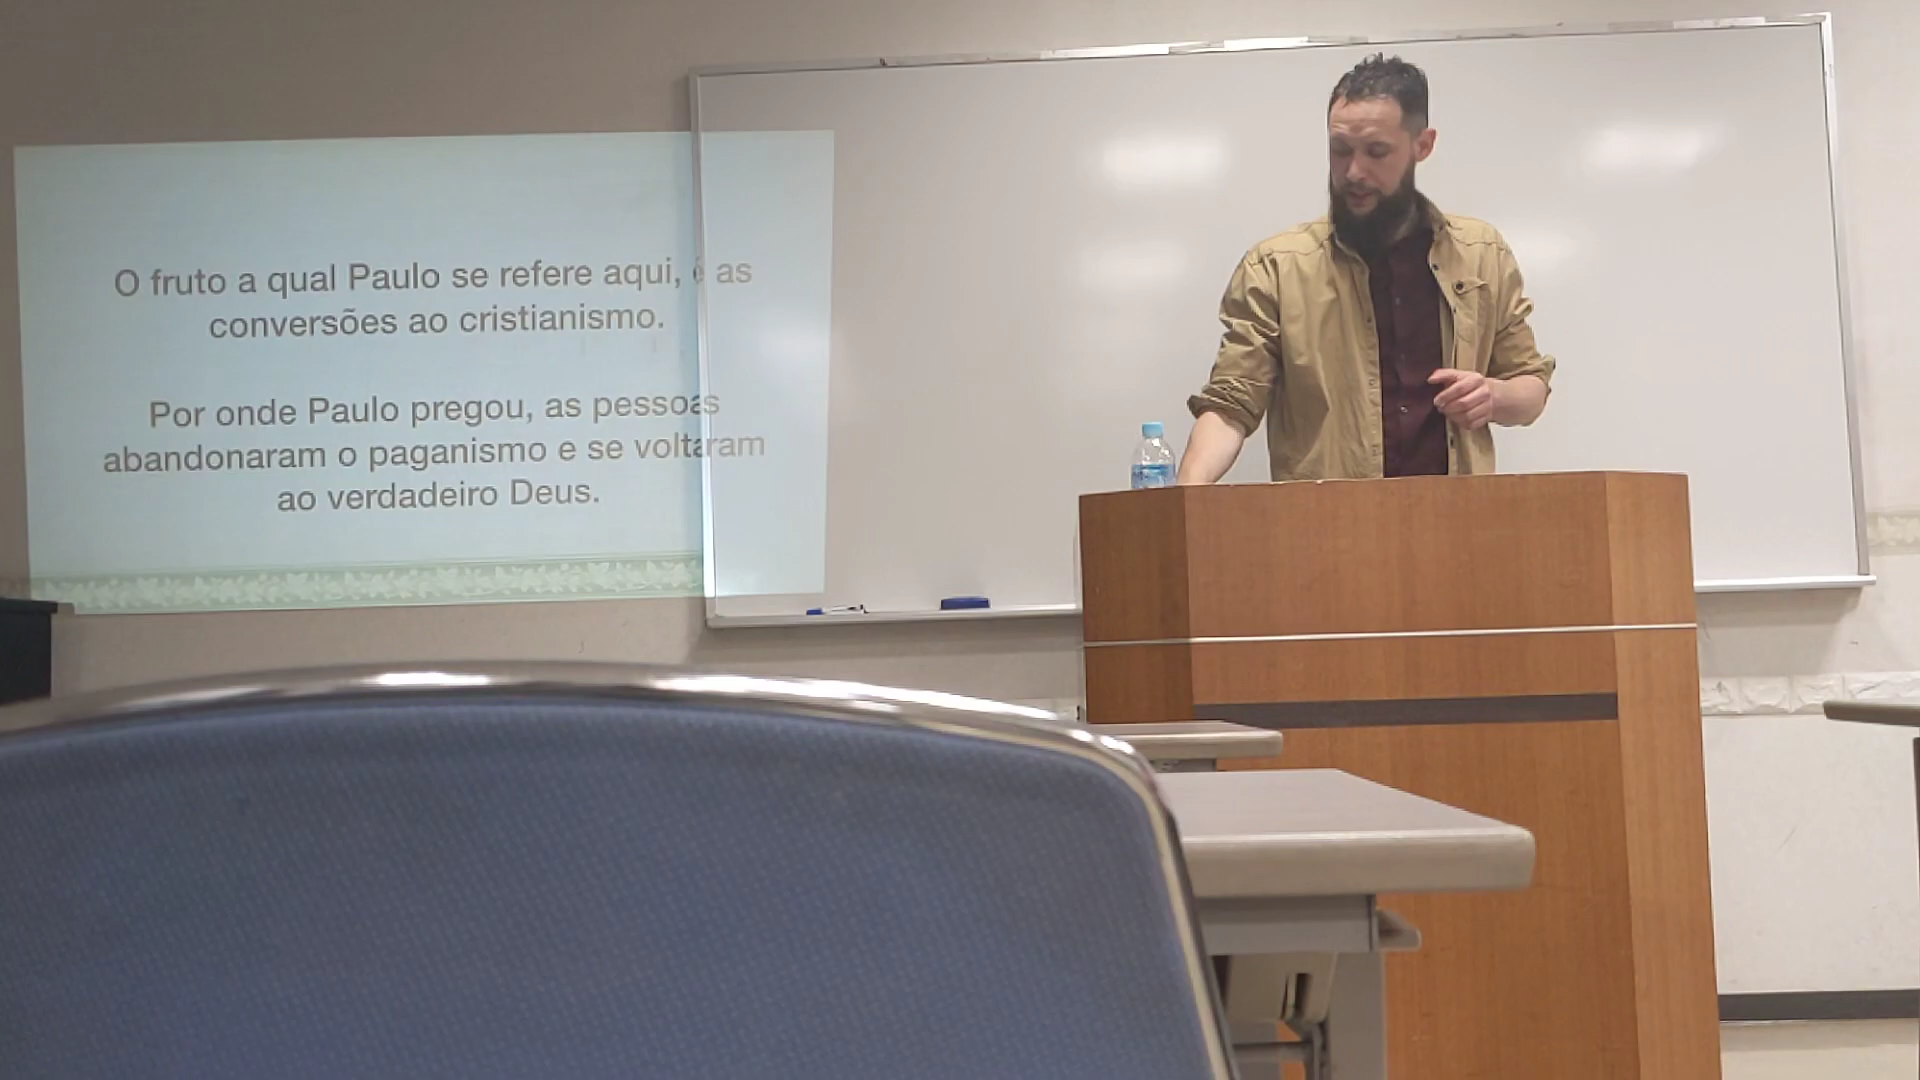 O fruto a qual Paulo se refere aqui, é as
conversões ao cristianismo.
Por onde Paulo pregou, as pessoas
abandonaram o paganismo e se voltaram
ao verdadeiro Deus.